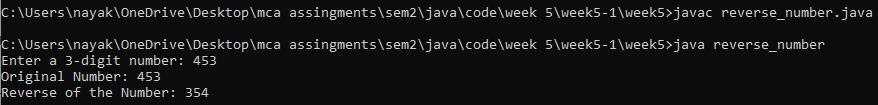 C:\Users\nayak\OneDrive\Desktop\mca assingments\sem2\java\code\week 5\week5-1\week5>javac reverse_number.java
C:\Users\nayak\OneDrive\Desktop\mca assingments\sem2\java\code\week 5\week5-1\week5>java reverse_number
Enter a 3-digit number: 453
Original Number: 453
Reverse of the Number: 354